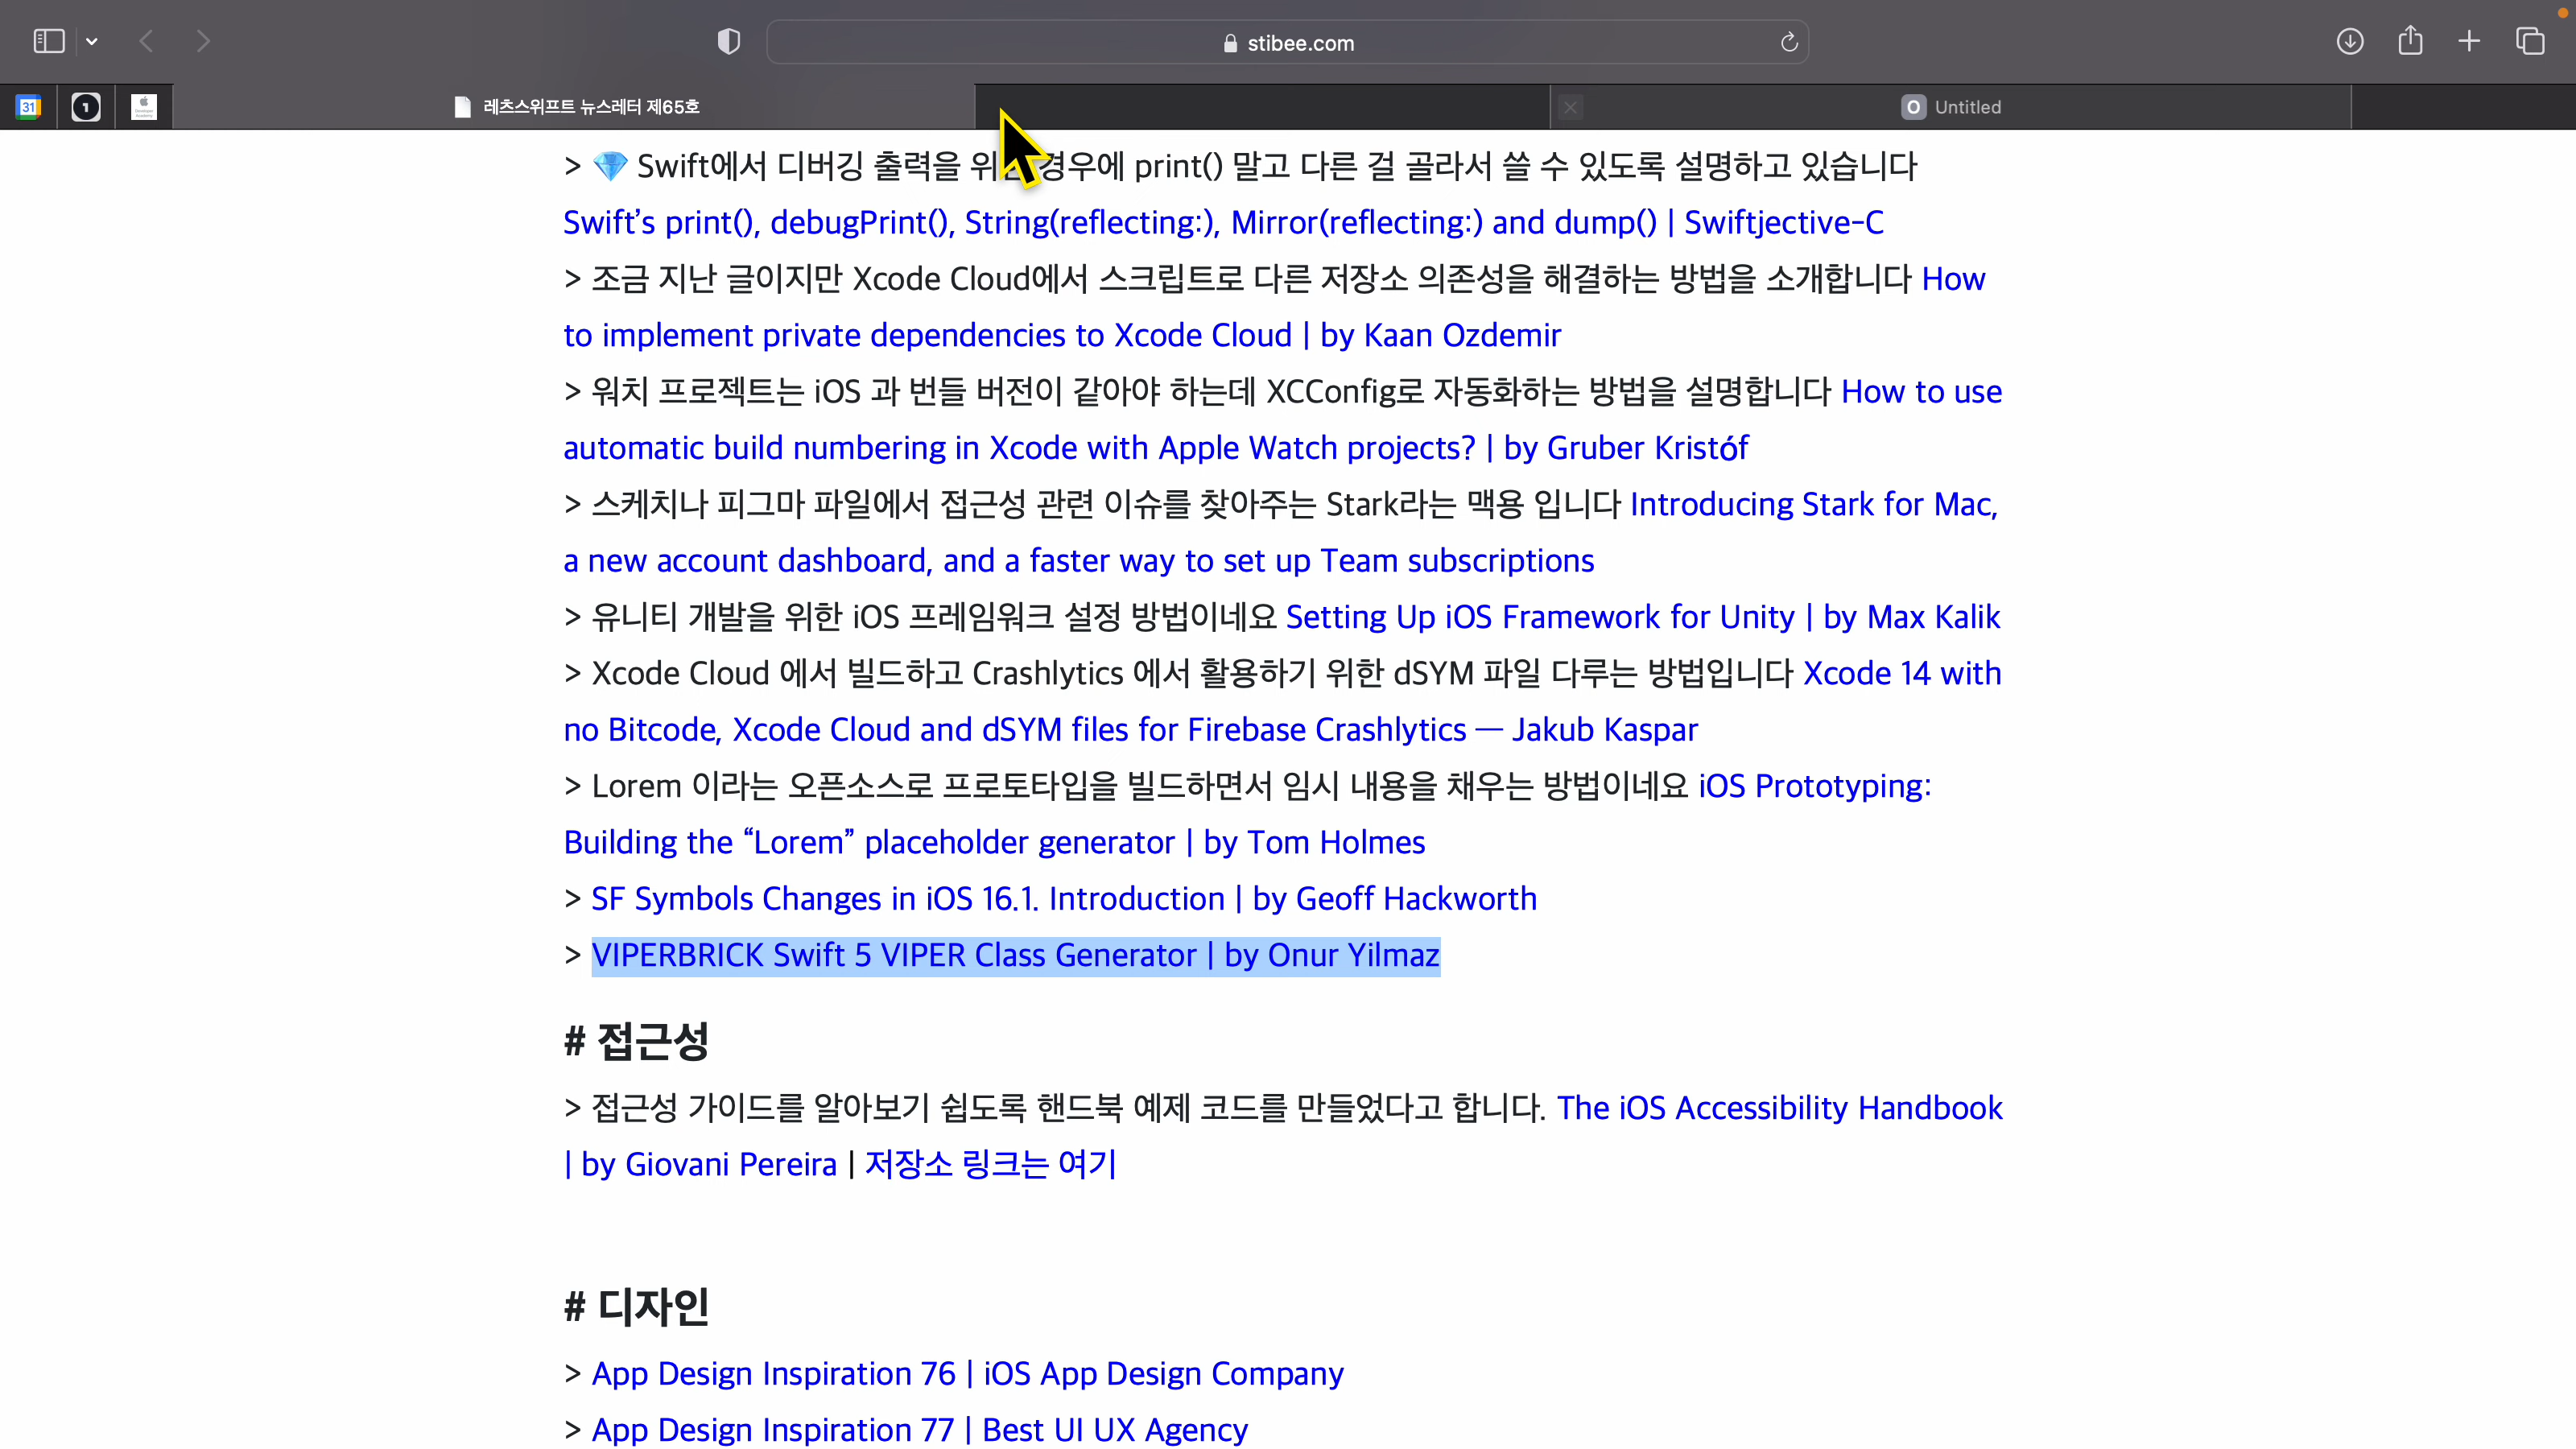 stibee.com
31
1
레츠스위프트 뉴스레터 제65호
O Untitled
> 💎 Swift에서 디버깅 출력을 위한 경우에 print() 말고 다른 걸 골라서 쓸 수 있도록 설명하고 있습니다
Swift’s print(), debugPrint(), String(reflecting:), Mirror(reflecting:) and dump() | Swiftjective-C
> 조금 지난 글이지만 Xcode Cloud에서 스크립트로 다른 저장소 의존성을 해결하는 방법을 소개합니다 How
to implement private dependencies to Xcode Cloud | by Kaan Ozdemir
> 워치 프로젝트는 iOS 과 번들 버전이 같아야 하는데 XCConfig로 자동화하는 방법을 설명합니다 How to use
automatic build numbering in Xcode with Apple Watch projects? | by Gruber Kristóf
> 스케치나 피그마 파일에서 접근성 관련 이슈를 찾아주는 Stark라는 맥용 입니다 Introducing Stark for Mac,
a new account dashboard, and a faster way to set up Team subscriptions
> 유니티 개발을 위한 iOS 프레임워크 설정 방법이네요 Setting Up iOS Framework for Unity | by Max Kalik
> Xcode Cloud 에서 빌드하고 Crashlytics 에서 활용하기 위한 dSYM 파일 다루는 방법입니다 Xcode 14 with
no Bitcode, Xcode Cloud and dSYM files for Firebase Crashlytics — Jakub Kaspar
> Lorem 이라는 오픈소스로 프로토타입을 빌드하면서 임시 내용을 채우는 방법이네요 iOS Prototyping:
Building the “Lorem” placeholder generator | by Tom Holmes
> SF Symbols Changes in iOS 16.1. Introduction | by Geoff Hackworth
> VIPERBRICK Swift 5 VIPER Class Generator | by Onur Yilmaz
# 접근성
> 접근성 가이드를 알아보기 쉽도록 핸드북 예제 코드를 만들었다고 합니다. The iOS Accessibility Handbook
| by Giovani Pereira | 저장소 링크는 여기
# 디자인
> App Design Inspiration 76 | iOS App Design Company
> App Design Inspiration 77 | Best UI UX Agency